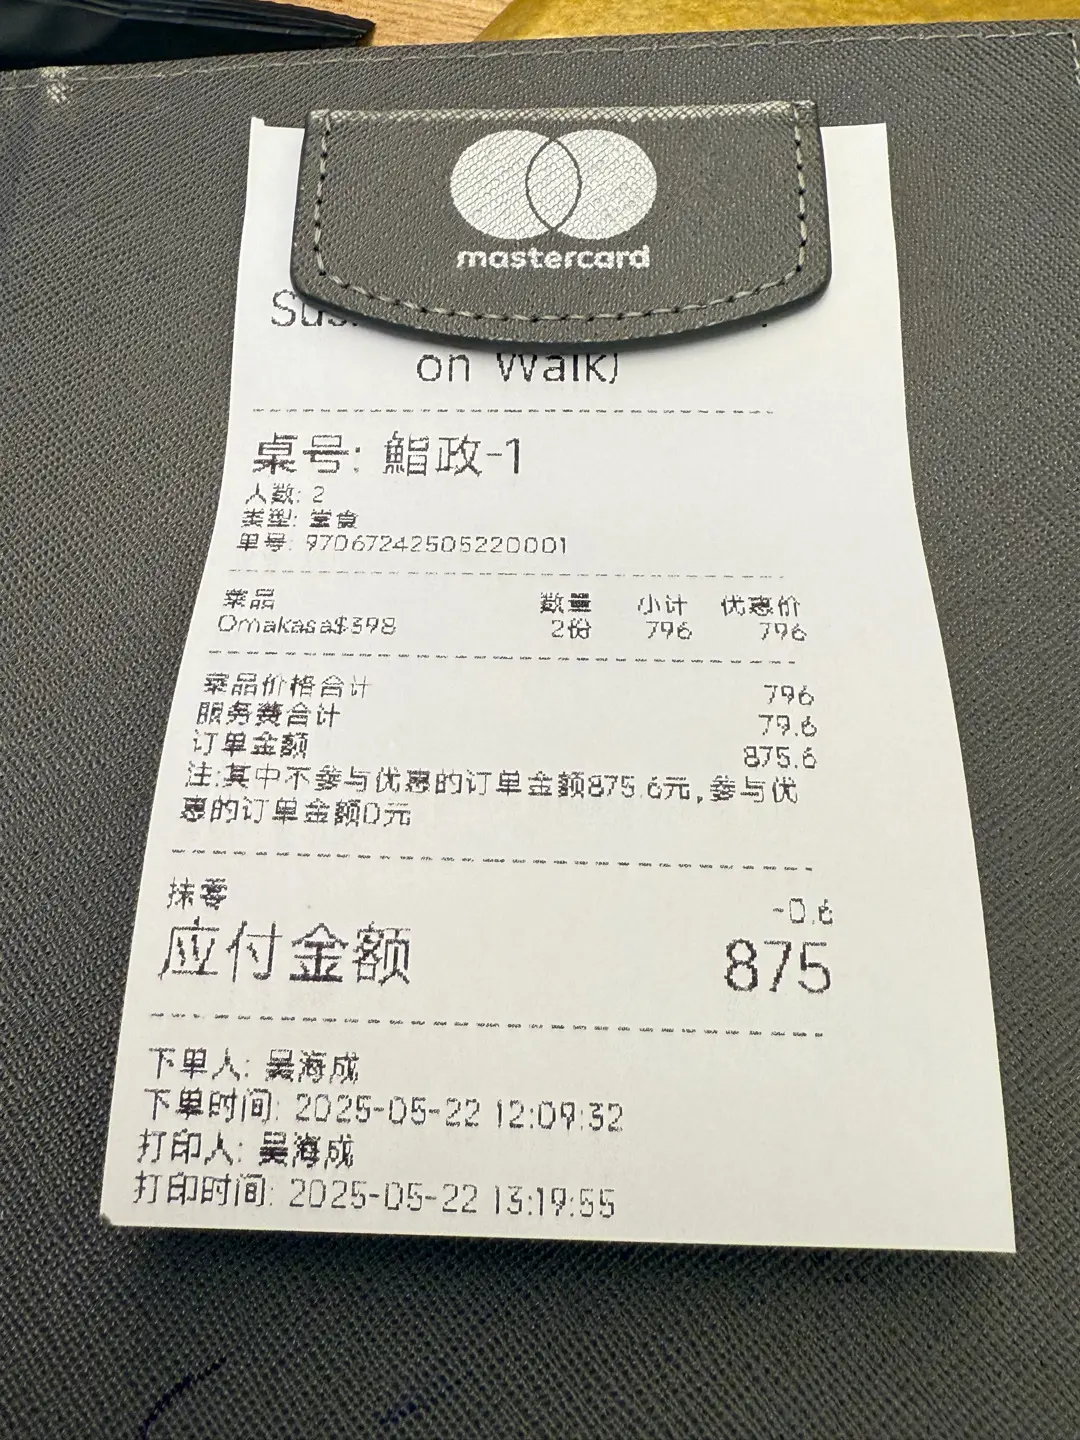 mastercard
on Walk)
桌号: 鯧政-1
人数: 2
类型: 堂食
单号: 97067242505220001
菜品 数量 小计 优惠价
Omakasa$398 2份 796 796
菜品价格合计 796
服务费合计 79.6
订单金额 875.6
注:其中不参与优惠的订单金额875.6元,参与优
惠的订单金额0元
抹零 -0.6
应付金额 875
下单人: 吴海成
下单时间: 2025-05-22 12:09:32
打印人: 吴海成
打印时间: 2025-05-22 13:19:55